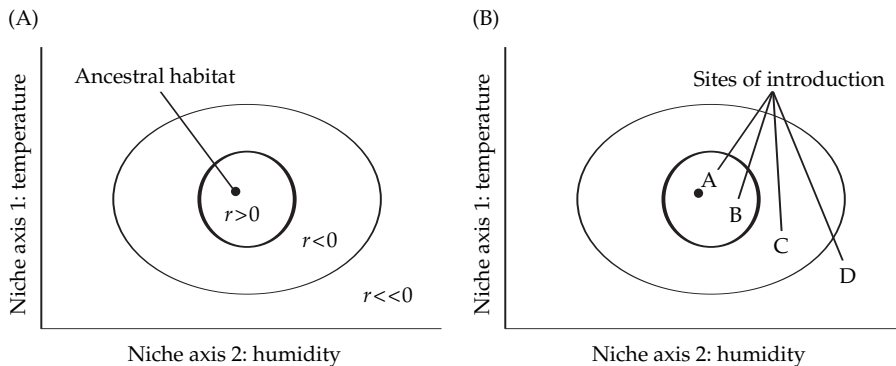 (A)
Ancestral habitat
r>0
r<0
r<<0
Niche axis 1: temperature
Niche axis 2: humidity
(B)
Sites of introduction
A
B
C
D
Niche axis 1: temperature
Niche axis 2: humidity